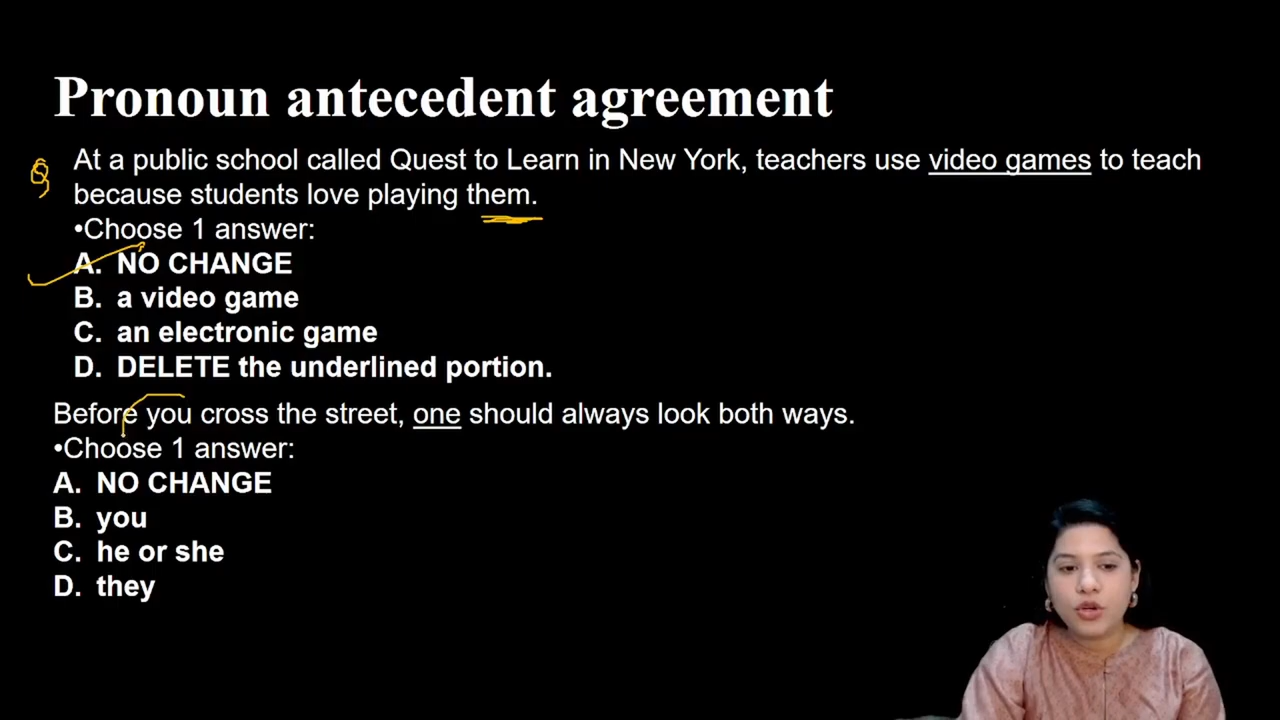 Pronoun antecedent agreement
At a public school called Quest to Learn in New York, teachers use video games to teach
because students love playing them.
•Choose 1 answer:
A. NO CHANGE
B. a video game
C. an electronic game
D. DELETE the underlined portion.
Before you cross the street, one should always look both ways.
•Choose 1 answer:
A. NO CHANGE
B. you
C. he or she
D. they